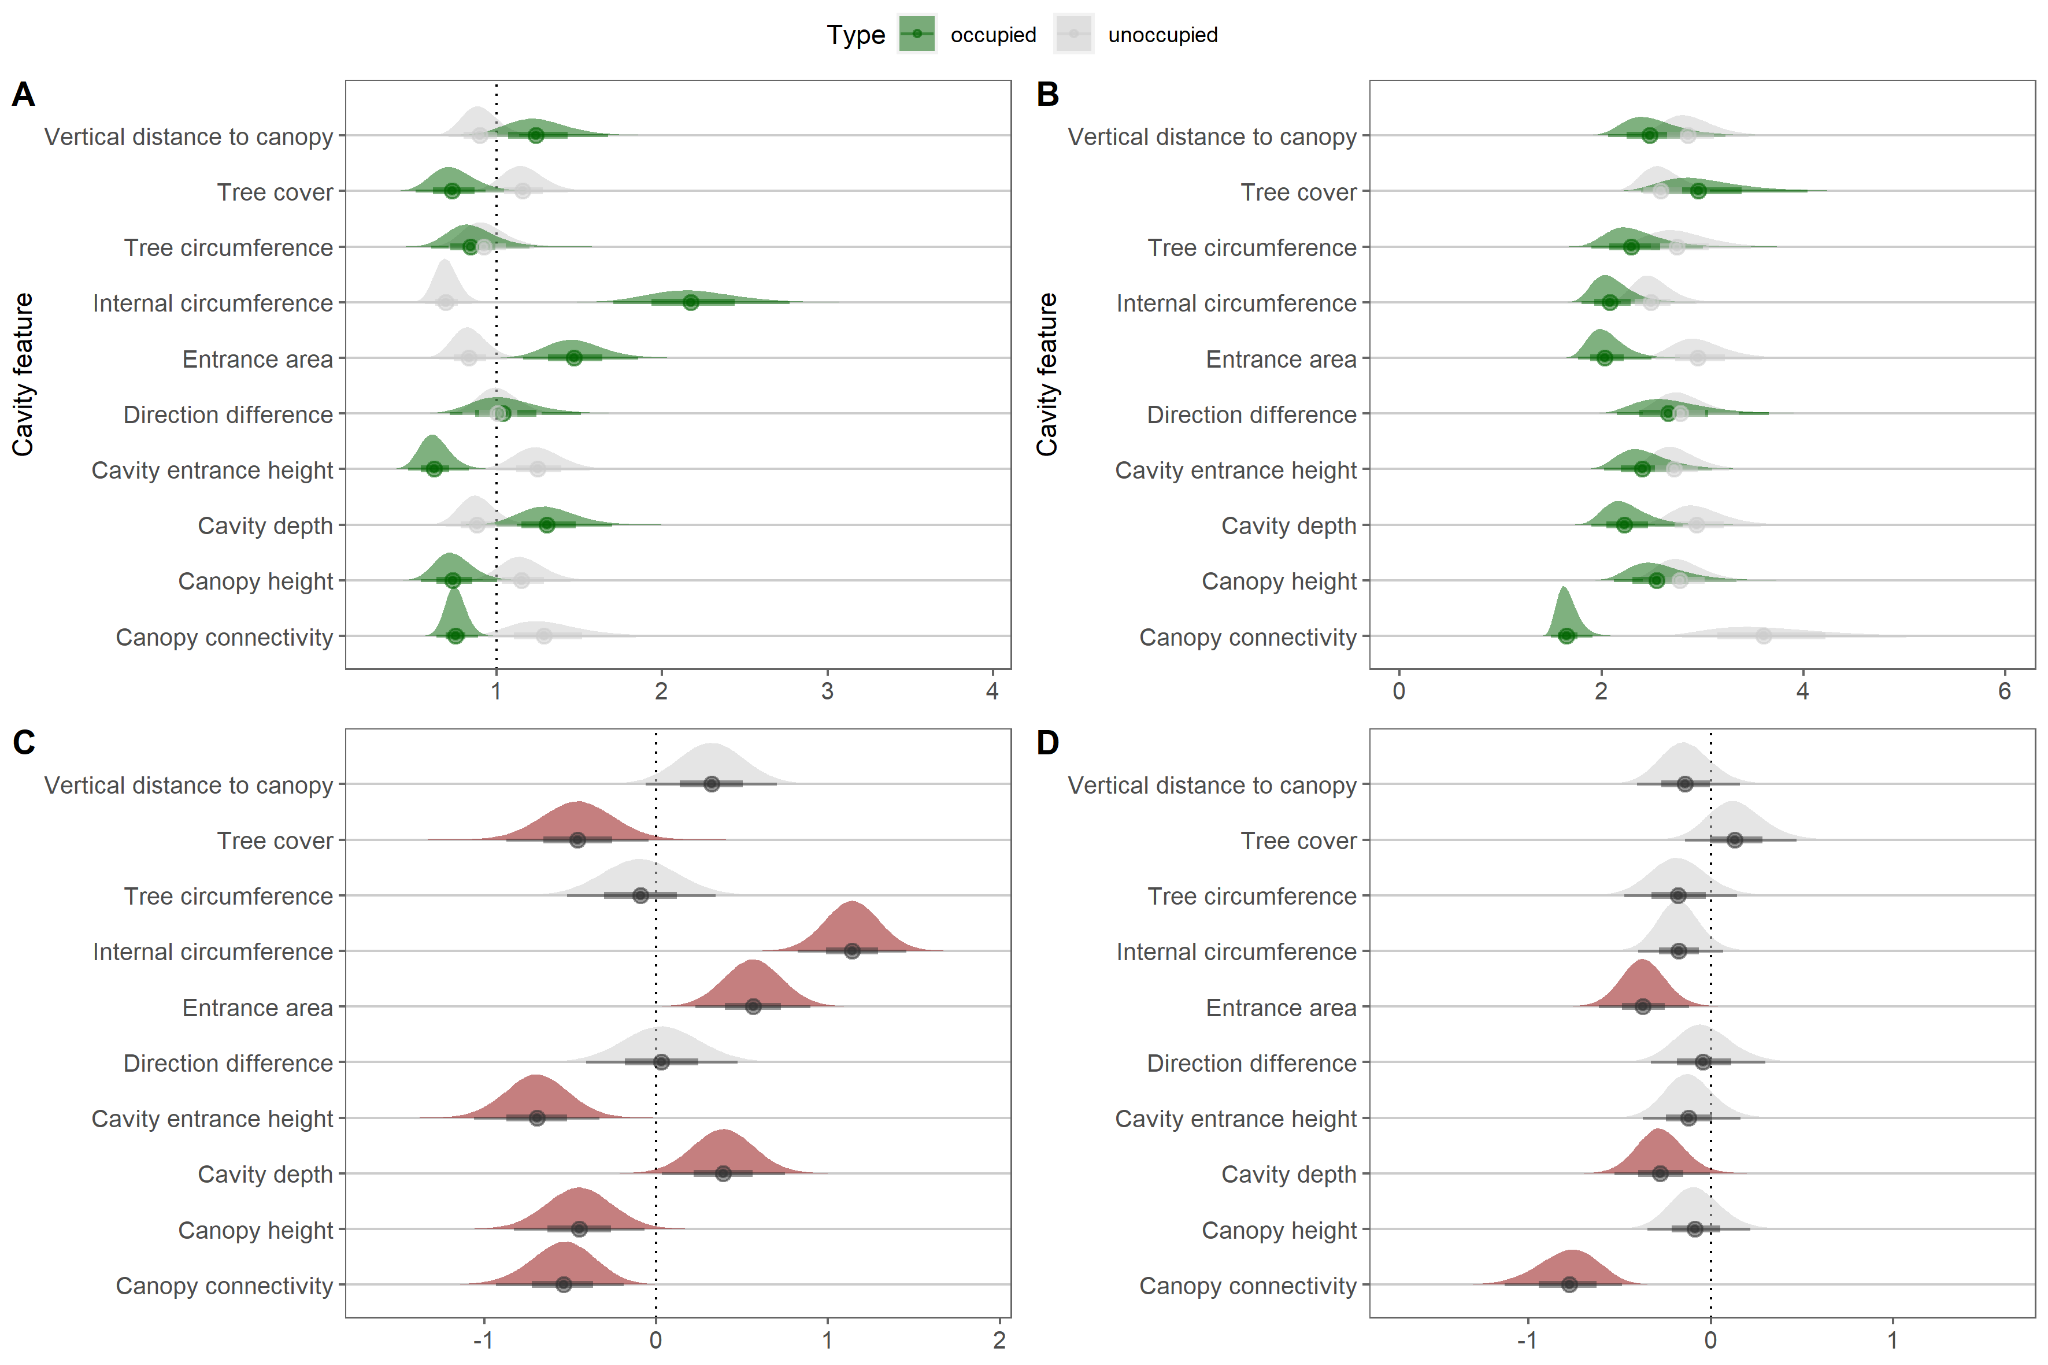 Type occupied unoccupied
A
Cavity feature
Vertical distance to canopy
Tree cover
Tree circumference
Internal circumference
Entrance area
Direction difference
Cavity entrance height
Cavity depth
Canopy height
Canopy connectivity
1 2 3 4
B
Cavity feature
Vertical distance to canopy
Tree cover
Tree circumference
Internal circumference
Entrance area
Direction difference
Cavity entrance height
Cavity depth
Canopy height
Canopy connectivity
0 2 4 6
C
Vertical distance to canopy
Tree cover
Tree circumference
Internal circumference
Entrance area
Direction difference
Cavity entrance height
Cavity depth
Canopy height
Canopy connectivity
-1 0 1 2
D
Vertical distance to canopy
Tree cover
Tree circumference
Internal circumference
Entrance area
Direction difference
Cavity entrance height
Cavity depth
Canopy height
Canopy connectivity
-1 0 1